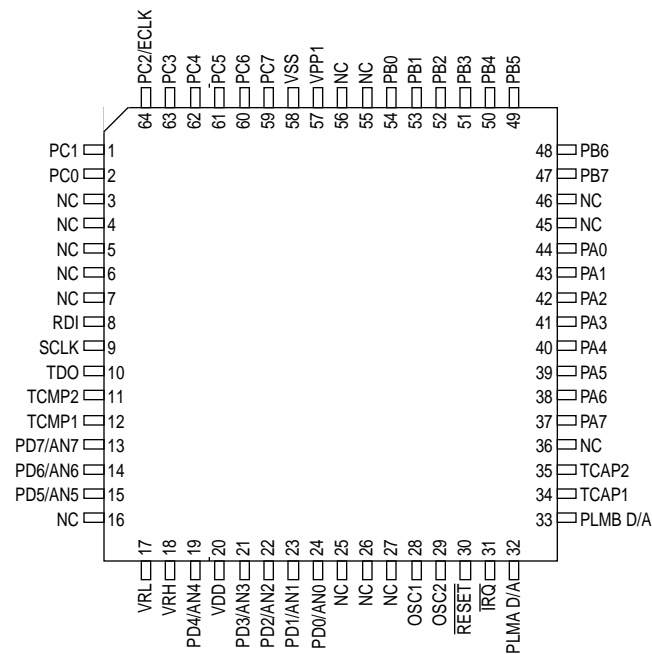 PC2/ECLK
PC3
PC4
PC5
PC6
PC7
VSS
VPP1
NC
NC
PB0
PB1
PB2
PB3
PB4
PB5
64
63
62
61
60
59
58
57
56
55
54
53
52
51
50
49
PC1 1
PC0 2
NC 3
NC 4
NC 5
NC 6
NC 7
RDI 8
SCLK 9
TDO 10
TCMP2 11
TCMP1 12
PD7/AN7 13
PD6/AN6 14
PD5/AN5 15
NC 16
48 PB6
47 PB7
46 NC
45 NC
44 PA0
43 PA1
42 PA2
41 PA3
40 PA4
39 PA5
38 PA6
37 PA7
36 NC
35 TCAP2
34 TCAP1
33 PLMB D/A
17
18
19
20
21
22
23
24
25
26
27
28
29
30
31
32
VRL
VRH
PD4/AN4
VDD
PD3/AN3
PD2/AN2
PD1/AN1
PD0/AN0
NC
NC
NC
OSC1
OSC2
RESET
IRQ
PLMA D/A